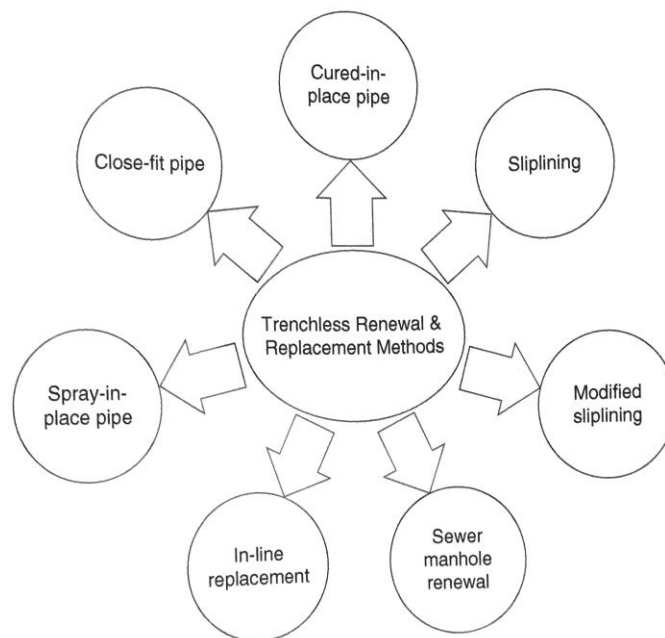 Cured-in-
place pipe
Close-fit pipe
Sliplining
Trenchless Renewal &
Replacement Methods
Spray-in-
place pipe
Modified
sliplining
In-line
replacement
Sewer
manhole
renewal